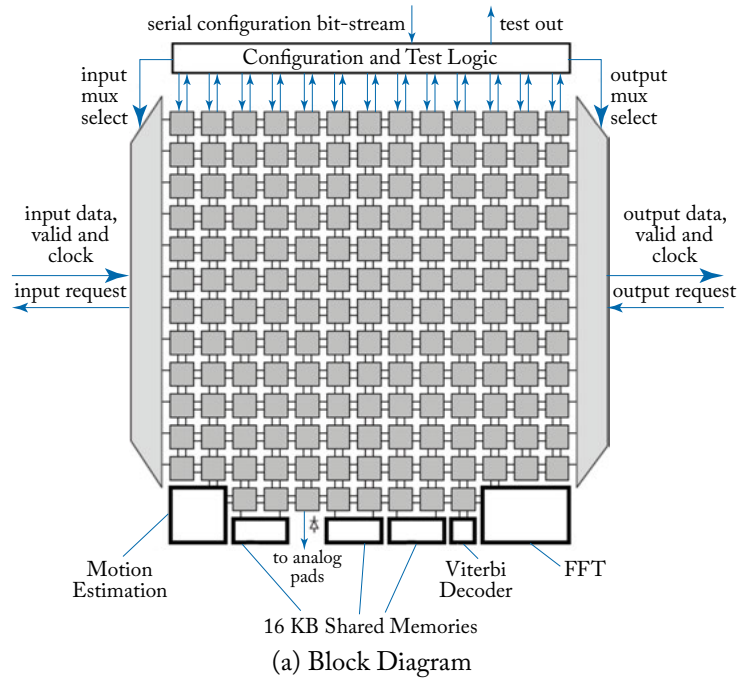 serial configuration bit-stream
test out
Configuration and Test Logic
input
mux
select
output
mux
select
input data,
valid and
clock
input request
output data,
valid and
clock
output request
to analog
pads
Motion
Estimation
Viterbi
Decoder
FFT
16 KB Shared Memories
(a) Block Diagram